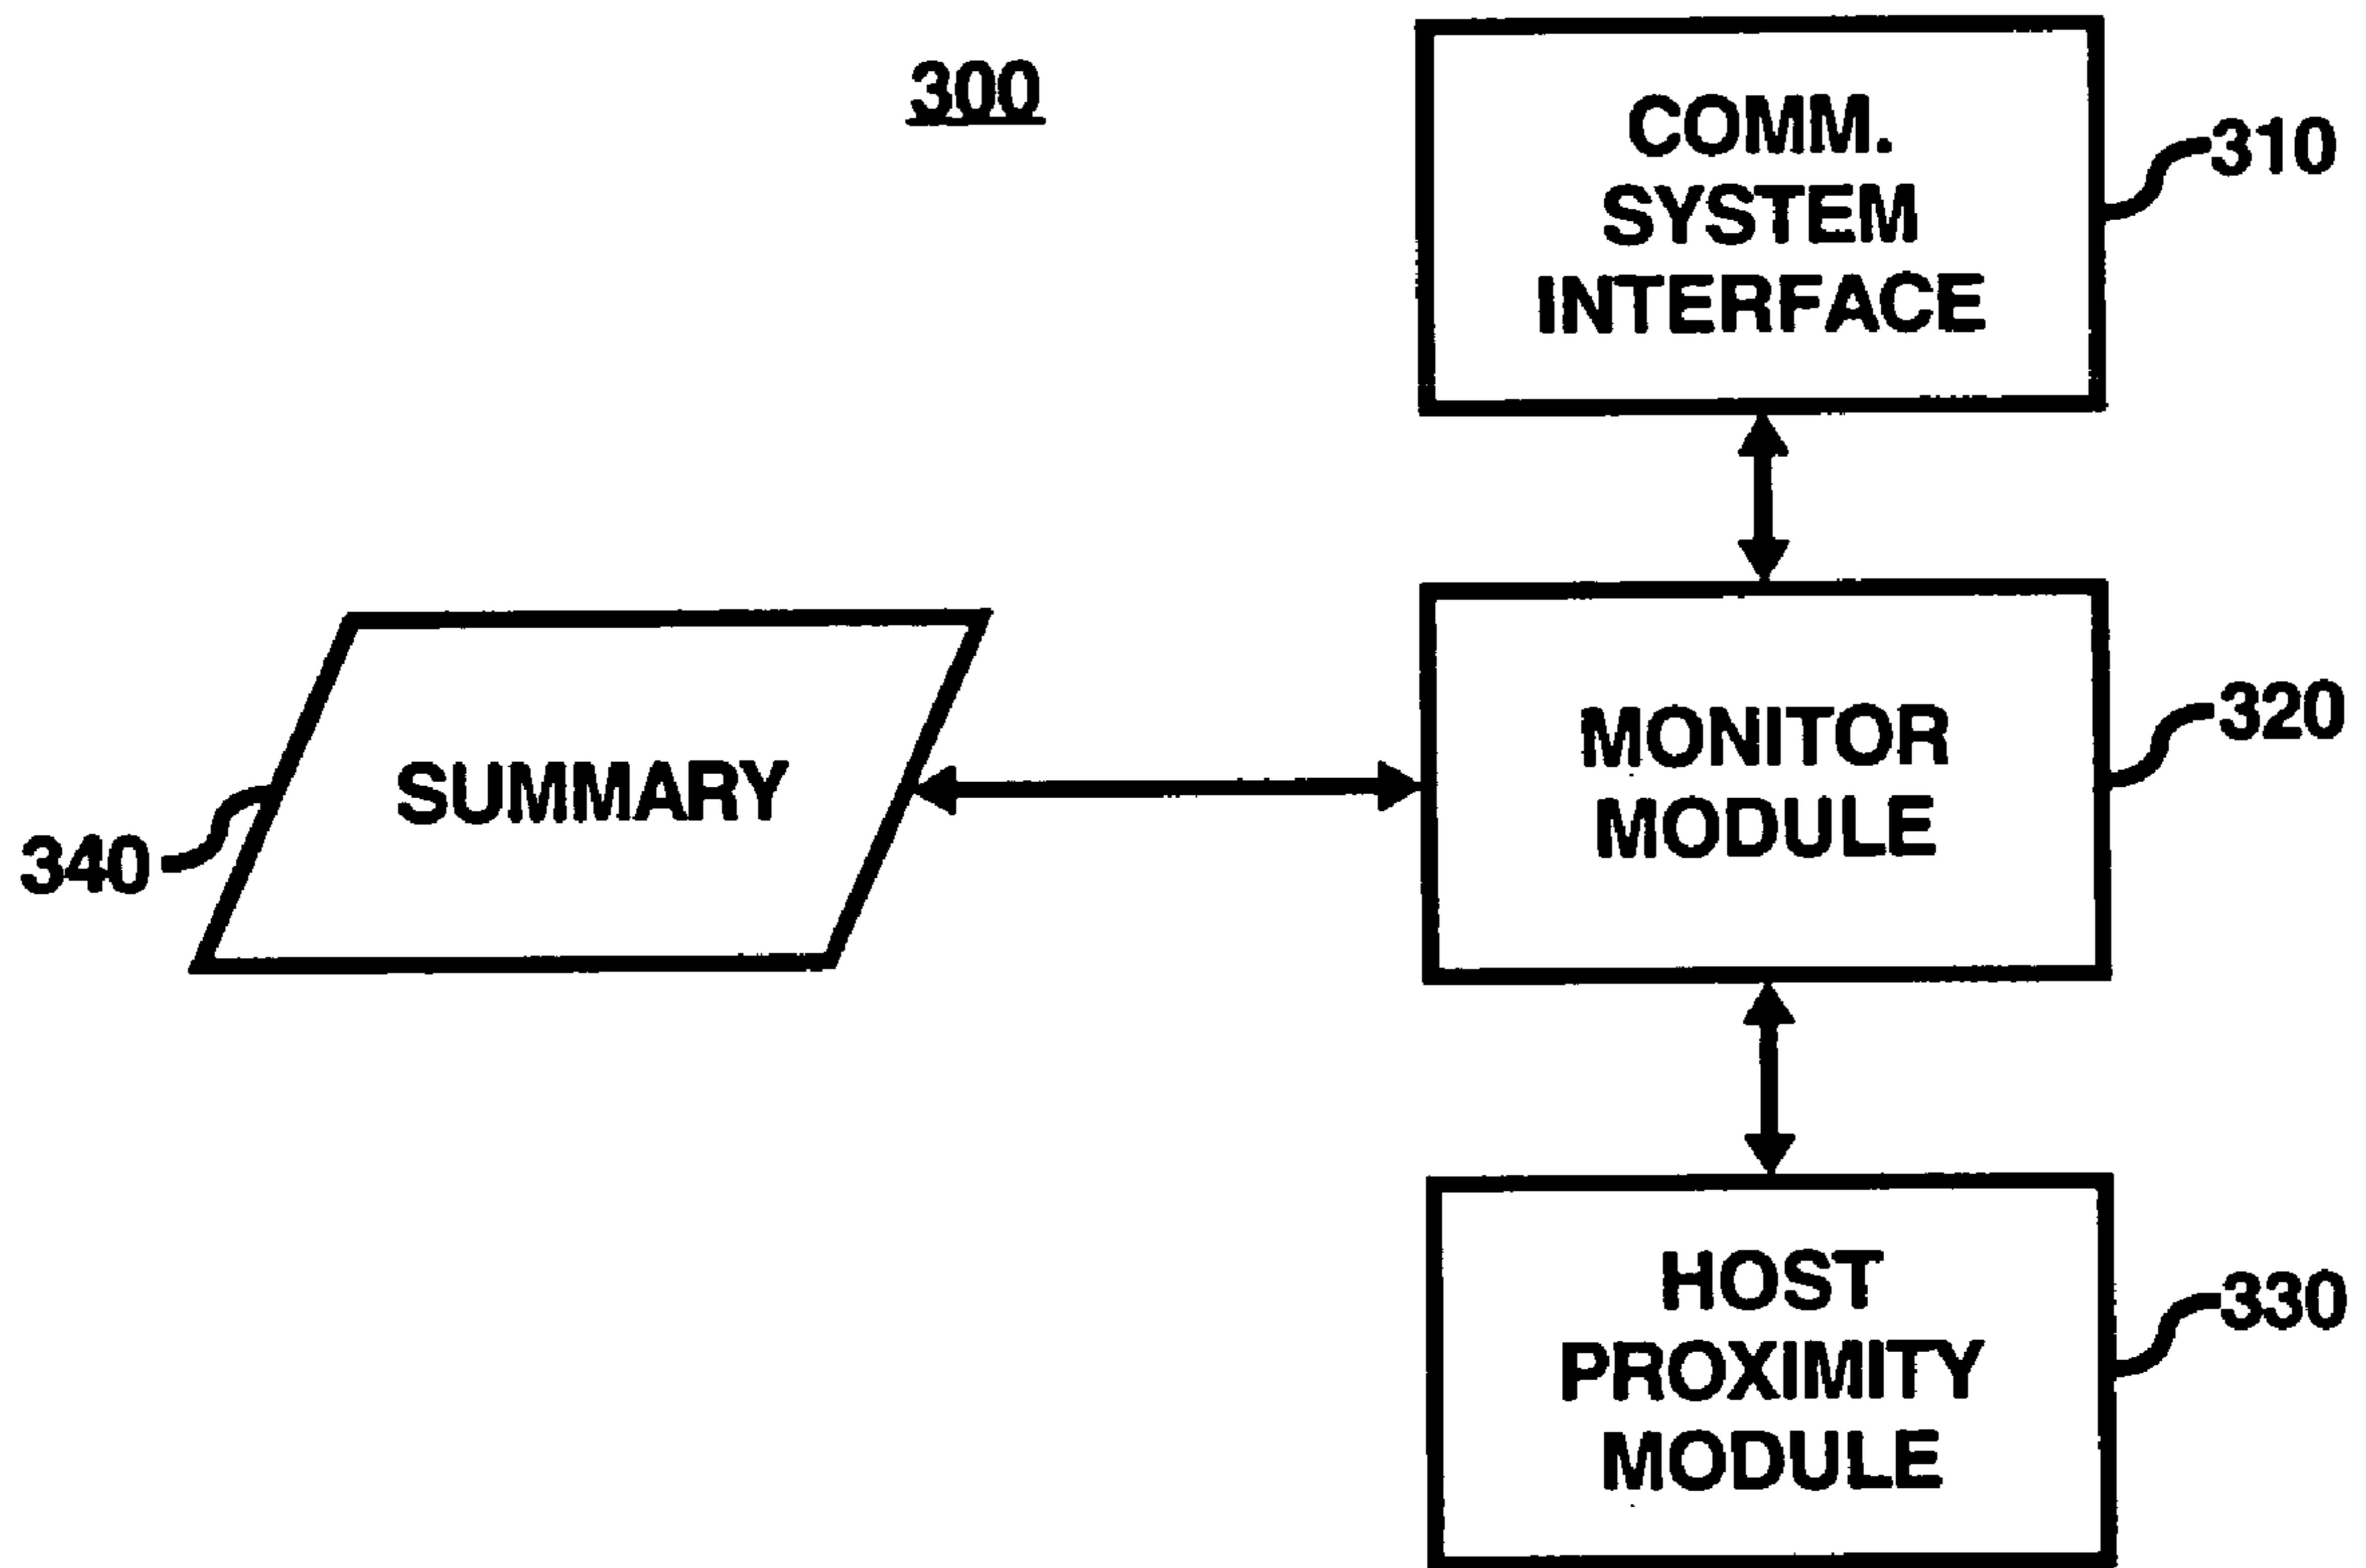 300
COMM.
SYSTEM
INTERFACE
310
MONITOR
MODULE
320
SUMMARY
340
HOST
PROXIMITY
MODULE
330